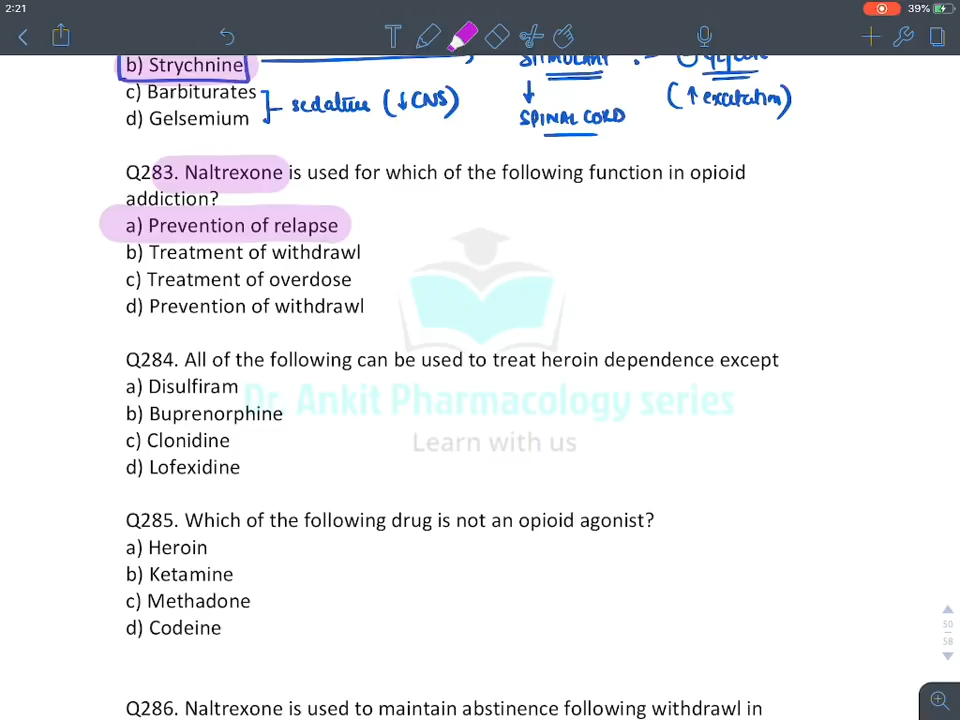 2:21
39%
b) Strychnine
STIMULANT
c) Barbiturates
sedative (↓CNS)
(↑ excitation)
d) Gelsemium
SPINAL CORD
Q283. Naltrexone is used for which of the following function in opioid
addiction?
a) Prevention of relapse
b) Treatment of withdrawl
c) Treatment of overdose
d) Prevention of withdrawl
Q284. All of the following can be used to treat heroin dependence except
a) Disulfiram
Dr. Ankit Pharmacology series
b) Buprenorphine
c) Clonidine
Learn with us
d) Lofexidine
Q285. Which of the following drug is not an opioid agonist?
a) Heroin
b) Ketamine
c) Methadone
d) Codeine
50
58
Q286. Naltrexone is used to maintain abstinence following withdrawl in